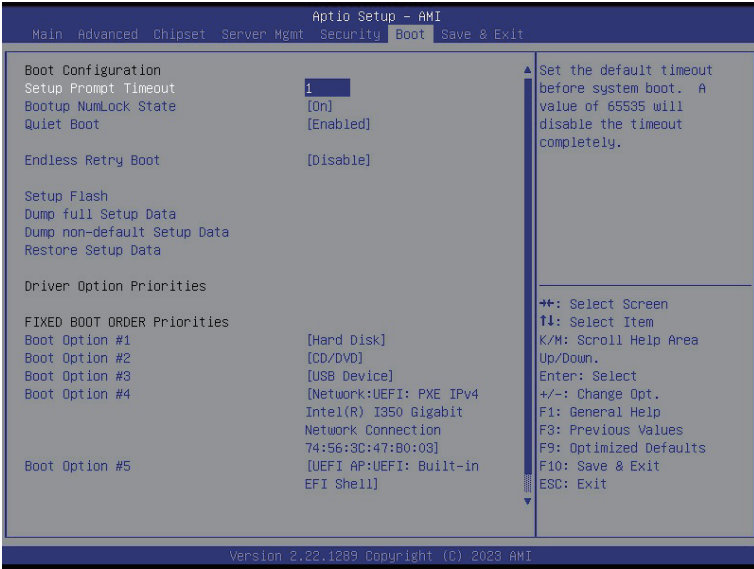 Aptio Setup – AMI
Main Advanced Chipset Server Mgmt Security Boot Save & Exit
Boot Configuration
Setup Prompt Timeout 1
Bootup NumLock State [On]
Quiet Boot [Enabled]
Endless Retry Boot [Disable]
Setup Flash
Dump full Setup Data
Dump non-default Setup Data
Restore Setup Data
Driver Option Priorities
FIXED BOOT ORDER Priorities
Boot Option #1 [Hard Disk]
Boot Option #2 [CD/DVD]
Boot Option #3 [USB Device]
Boot Option #4 [Network:UEFI: PXE IPv4
Intel(R) I350 Gigabit
Network Connection
74:56:3C:47:B0:03]
Boot Option #5 [UEFI AP:UEFI: Built-in
EFI Shell]
Set the default timeout
before system boot. A
value of 65535 will
disable the timeout
completely.
→←: Select Screen
↑↓: Select Item
K/M: Scroll Help Area
Up/Down.
Enter: Select
+/-: Change Opt.
F1: General Help
F3: Previous Values
F9: Optimized Defaults
F10: Save & Exit
ESC: Exit
Version 2.22.1289 Copyright (C) 2023 AMI